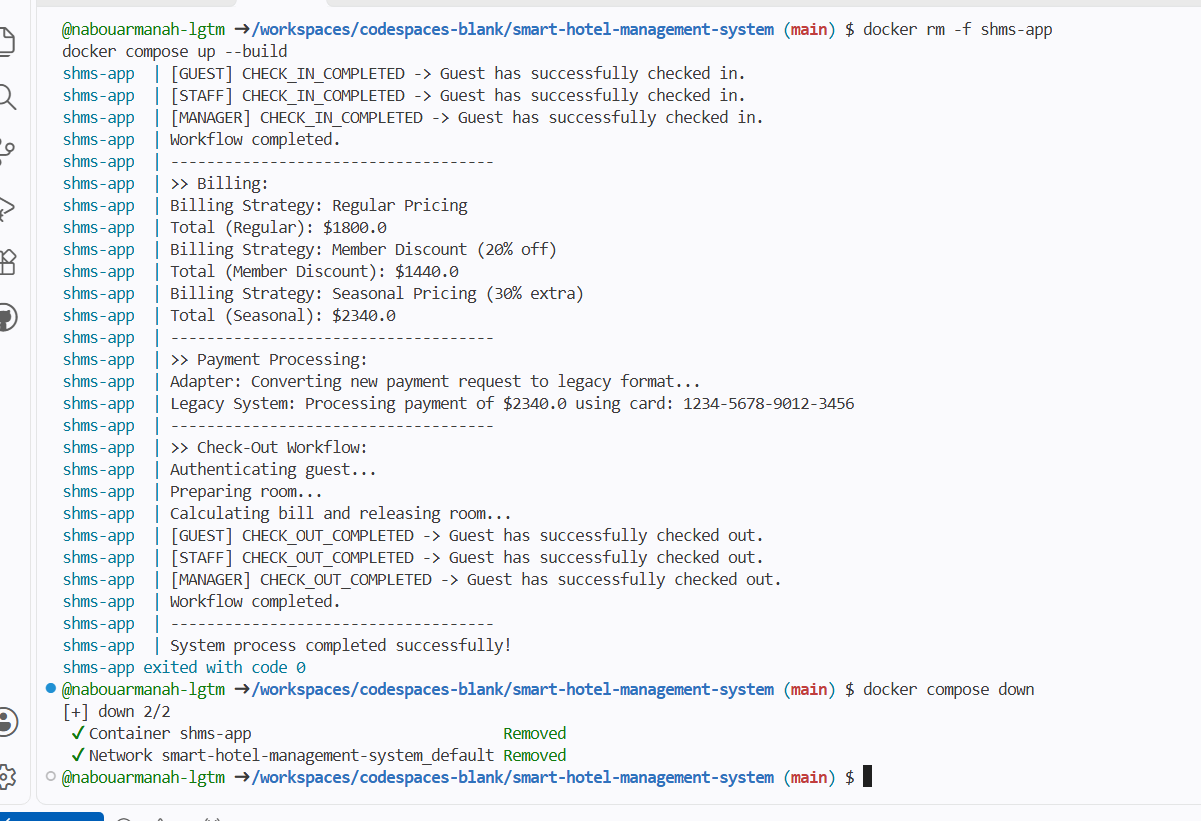 @nabouarmanah-lgtm →/workspaces/codespaces-blank/smart-hotel-management-system (main) $ docker rm -f shms-app
docker compose up --build
shms-app  | [GUEST] CHECK_IN_COMPLETED -> Guest has successfully checked in.
shms-app  | [STAFF] CHECK_IN_COMPLETED -> Guest has successfully checked in.
shms-app  | [MANAGER] CHECK_IN_COMPLETED -> Guest has successfully checked in.
shms-app  | Workflow completed.
shms-app  | ------------------------------------
shms-app  | >> Billing:
shms-app  | Billing Strategy: Regular Pricing
shms-app  | Total (Regular): $1800.0
shms-app  | Billing Strategy: Member Discount (20% off)
shms-app  | Total (Member Discount): $1440.0
shms-app  | Billing Strategy: Seasonal Pricing (30% extra)
shms-app  | Total (Seasonal): $2340.0
shms-app  | ------------------------------------
shms-app  | >> Payment Processing:
shms-app  | Adapter: Converting new payment request to legacy format...
shms-app  | Legacy System: Processing payment of $2340.0 using card: 1234-5678-9012-3456
shms-app  | ------------------------------------
shms-app  | >> Check-Out Workflow:
shms-app  | Authenticating guest...
shms-app  | Preparing room...
shms-app  | Calculating bill and releasing room...
shms-app  | [GUEST] CHECK_OUT_COMPLETED -> Guest has successfully checked out.
shms-app  | [STAFF] CHECK_OUT_COMPLETED -> Guest has successfully checked out.
shms-app  | [MANAGER] CHECK_OUT_COMPLETED -> Guest has successfully checked out.
shms-app  | Workflow completed.
shms-app  | ------------------------------------
shms-app  | System process completed successfully!
shms-app exited with code 0
@nabouarmanah-lgtm →/workspaces/codespaces-blank/smart-hotel-management-system (main) $ docker compose down
[+] down 2/2
✓ Container shms-app Removed
✓ Network smart-hotel-management-system_default Removed
@nabouarmanah-lgtm →/workspaces/codespaces-blank/smart-hotel-management-system (main) $